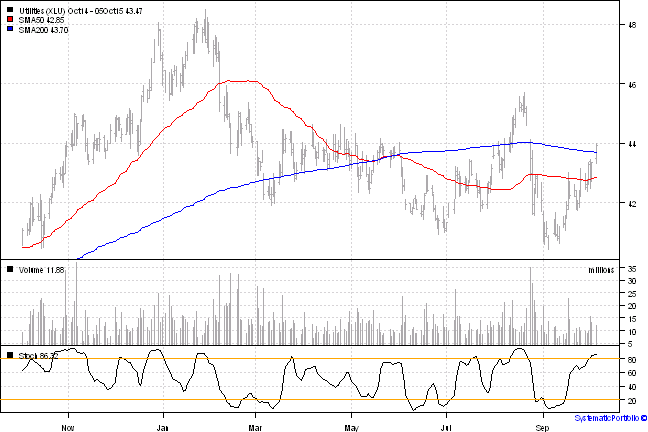 Utilities (XLU) Oct14 - 05Oct15 43.47
SMA50 42.85
SMA200 43.70
48
46
44
42
Volume 11.88
millions
35
30
25
20
15
10
5
Stoch 86.32
80
60
40
20
Nov Jan Mar May Jul Sep
SystematicPortfolio ©